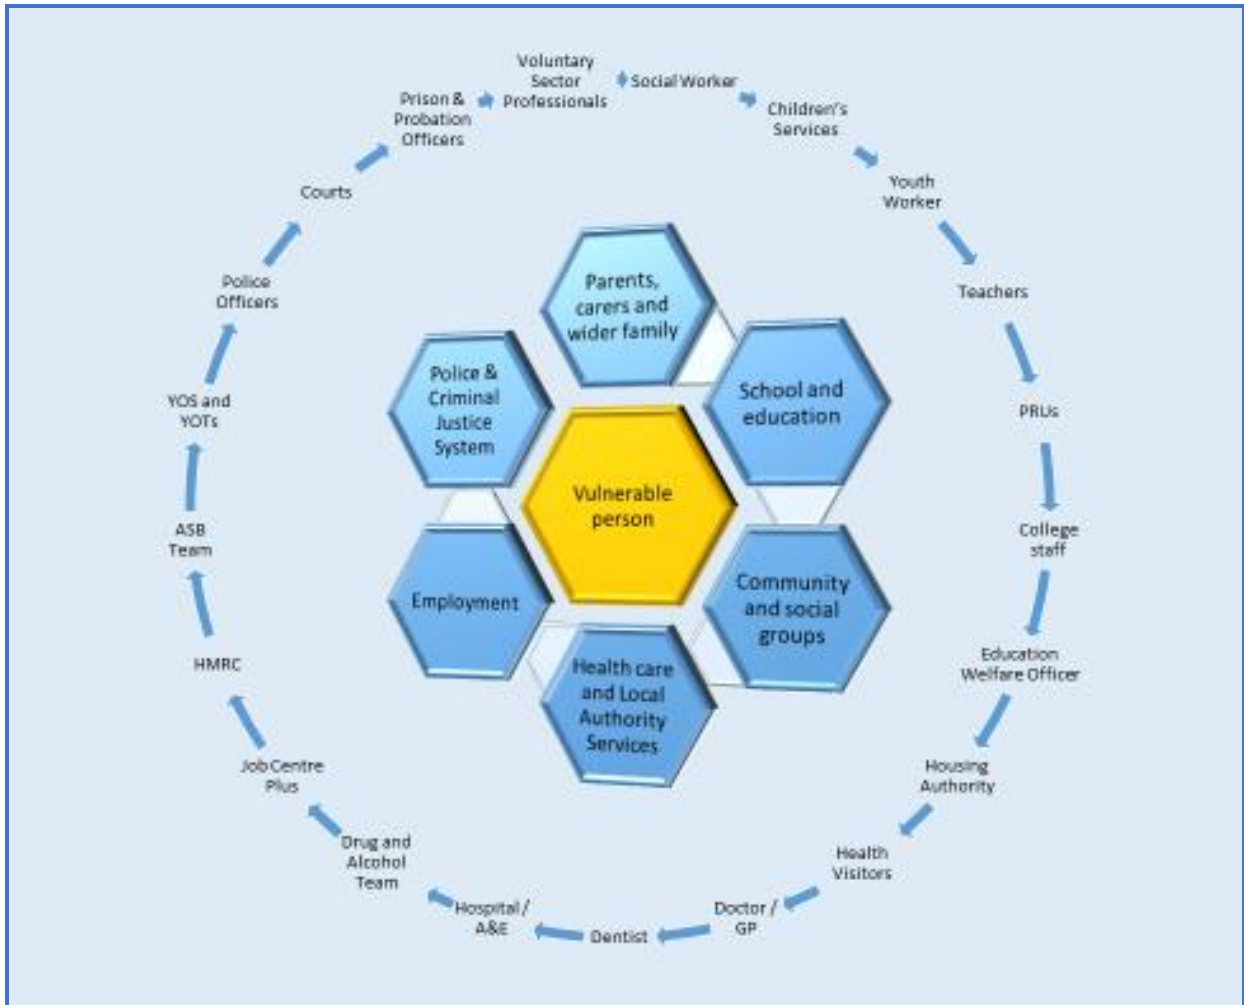 Voluntary
Sector
Professionals
Social Worker
Children's
Services
Youth
Worker
Teachers
PRUs
College
staff
Education
Welfare Officer
Housing
Authority
Health
Visitors
Doctor /
GP
Dentist
Hospital /
A&E
Drug and
Alcohol
Team
Job Centre
Plus
HMRC
ASB
Team
YOS and
YOTs
Police
Officers
Courts
Prison &
Probation
Officers
Parents,
carers and
wider family
School and
education
Community
and social
groups
Health care
and Local
Authority
Services
Employment
Police &
Criminal
Justice
System
Vulnerable
person